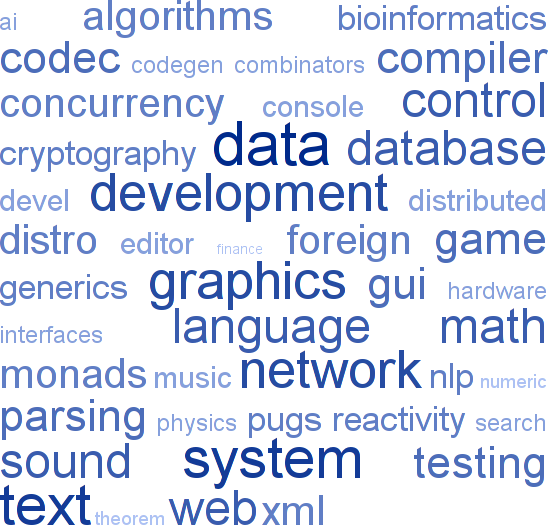 ai algorithms bioinformatics
codec codegen combinators compiler
concurrency console control
cryptography data database
devel development distributed
distro editor finance foreign game
generics graphics gui hardware
interfaces language math
monads music network nlp numeric
parsing physics pugs reactivity search
sound system testing
text theorem web xml